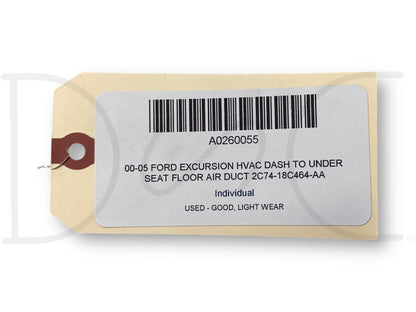 A0260055
00-05 FORD EXCURSION HVAC DASH TO UNDER
SEAT FLOOR AIR DUCT 2C74-18C464-AA
Individual
USED - GOOD, LIGHT WEAR